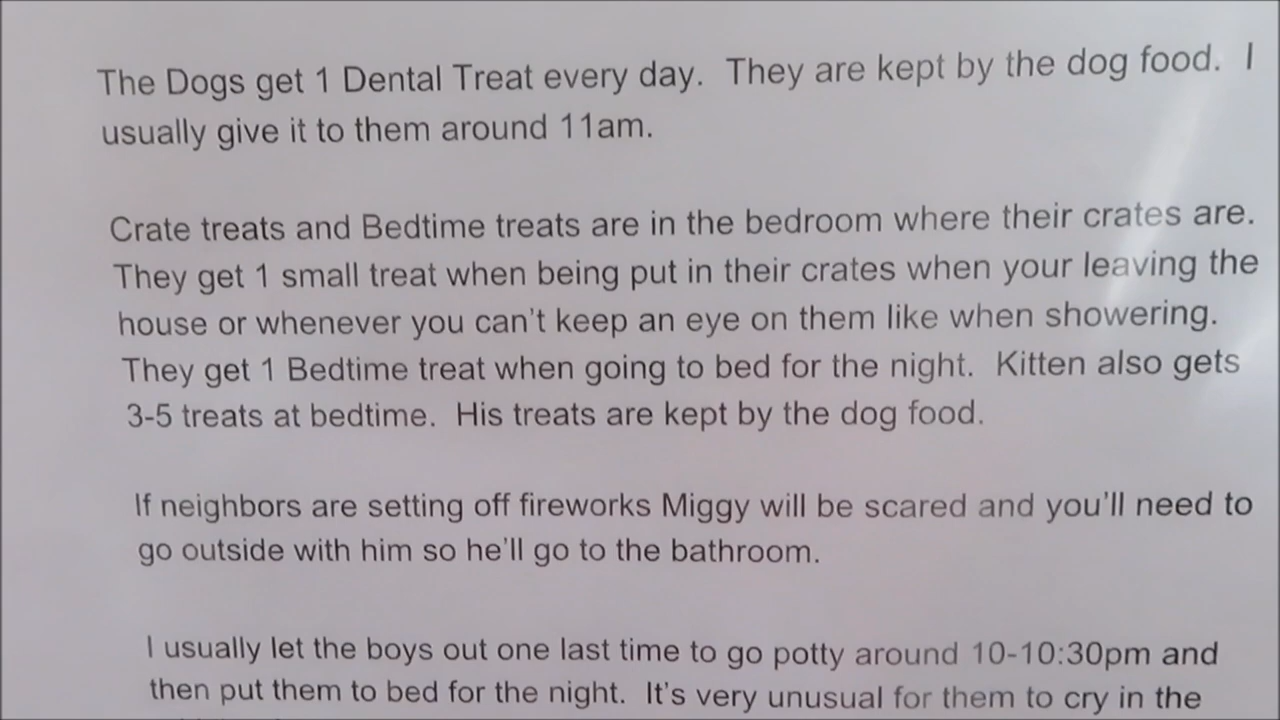 The Dogs get 1 Dental Treat every day. They are kept by the dog food. I
usually give it to them around 11am.
Crate treats and Bedtime treats are in the bedroom where their crates are.
They get 1 small treat when being put in their crates when your leaving the
house or whenever you can't keep an eye on them like when showering.
They get 1 Bedtime treat when going to bed for the night. Kitten also gets
3-5 treats at bedtime. His treats are kept by the dog food.
If neighbors are setting off fireworks Miggy will be scared and you'll need to
go outside with him so he'll go to the bathroom.
I usually let the boys out one last time to go potty around 10-10:30pm and
then put them to bed for the night. It's very unusual for them to cry in the